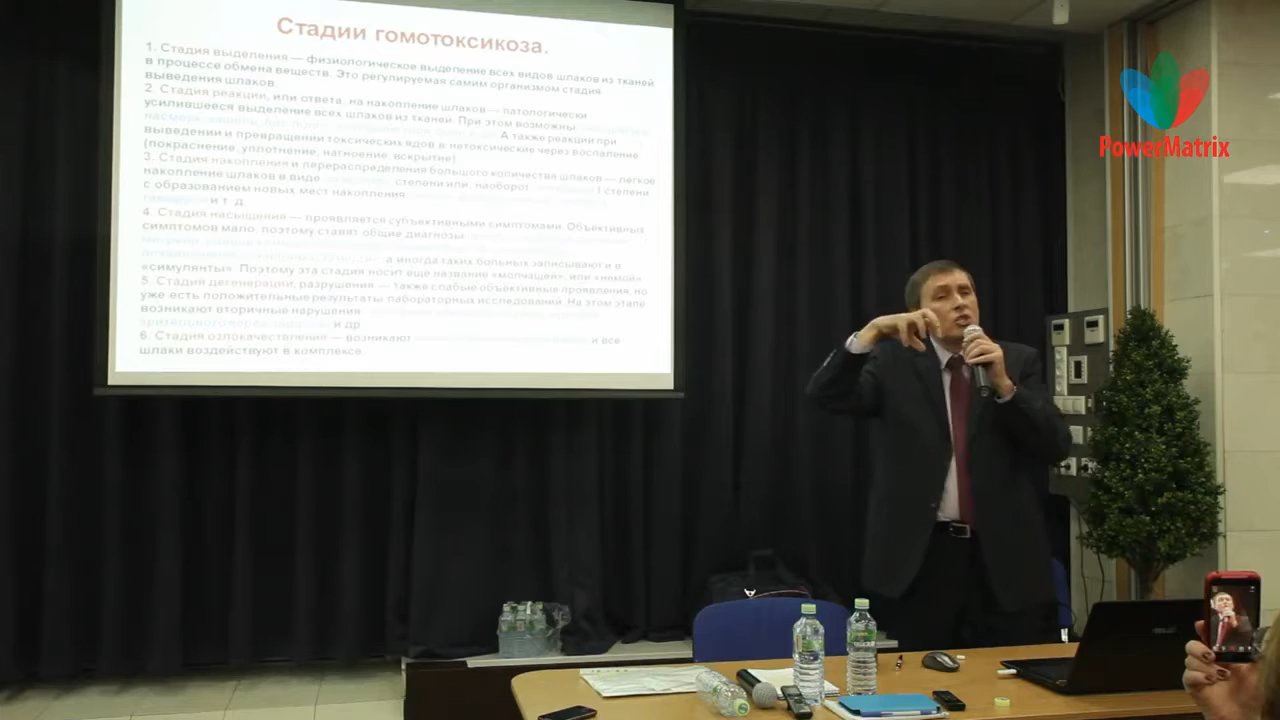 Стадии гомотоксикоза.
1. Стадия выделения — физиологическое выделение всех видов шлаков из тканей
в процессе обмена веществ. Это регулируемая самим организмом стадия
выведения шлаков.
2. Стадия реакции, или ответа, на накопление шлаков — патологически
усилившееся выделение всех шлаков из тканей. При этом возможны
А также реакции при
выведении и превращении токсических ядов в нетоксические через воспаление
(покраснение, уплотнение, нагноение, вскрытие).
3. Стадия накопления и перераспределения большого количества шлаков — легкое
накопление шлаков в виде степени или, наоборот, I степени
с образованием новых мест накопления
и т. д.
4. Стадия насыщения — проявляется субъективными симптомами. Объективных
симптомов мало, поэтому ставят общие диагнозы:
а иногда таких больных записывают и в
«симулянты». Поэтому эта стадия носит еще название «молчащей», или «немой».
5. Стадия дегенерации, разрушения — также слабые объективные проявления, но
уже есть положительные результаты лабораторных исследований. На этом этапе
возникают вторичные нарушения
и др.
6. Стадия озлокачествления — возникают и все
шлаки воздействуют в комплексе.
PowerMatrix